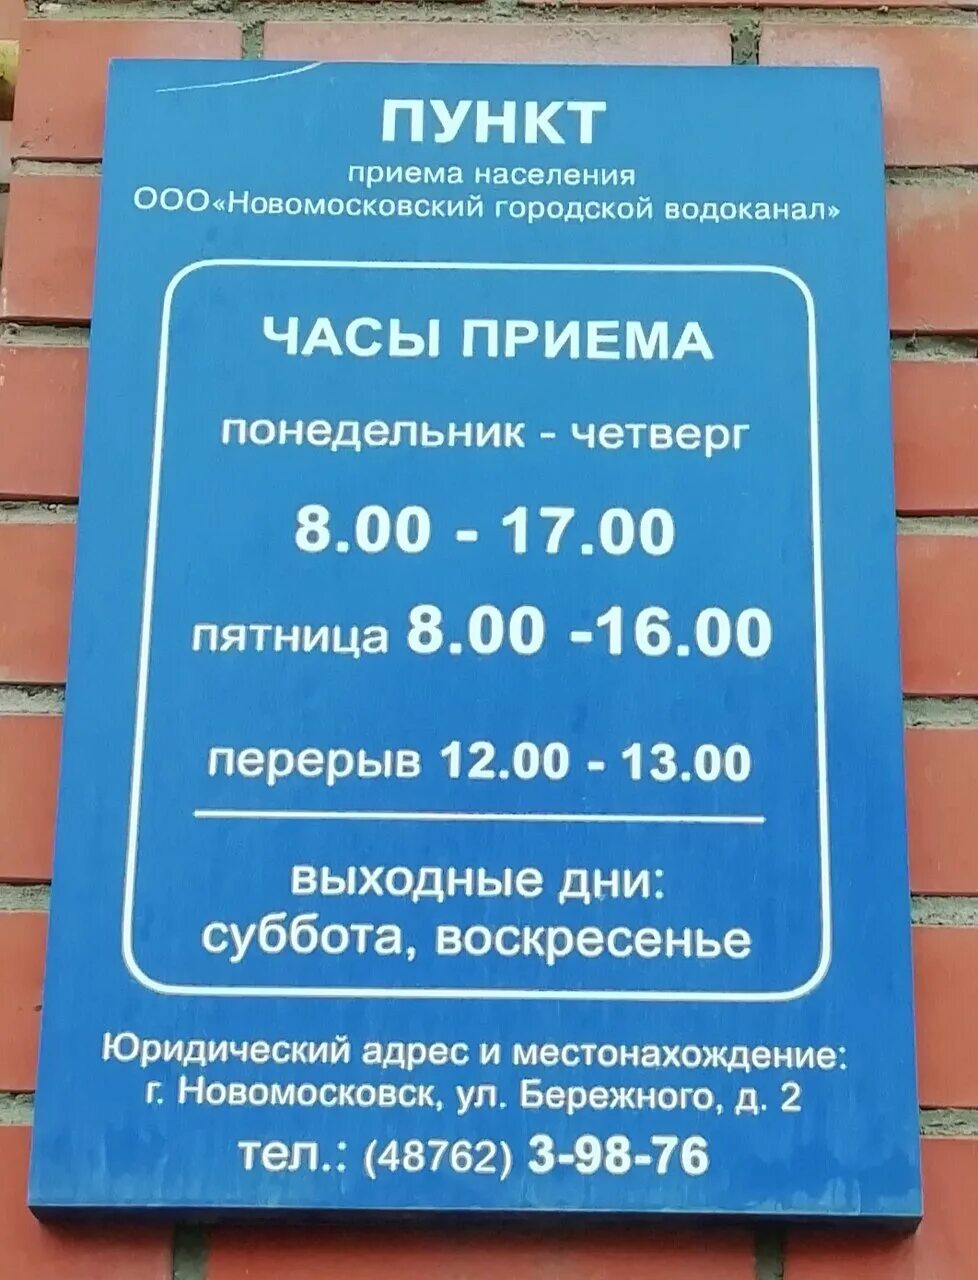 ПУНКТ
приема населения
ООО«Новомосковский городской водоканал»
ЧАСЫ ПРИЕМА
понедельник - четверг
8.00 - 17.00
пятница 8.00 -16.00
перерыв 12.00 - 13.00
выходные дни:
суббота, воскресенье
Юридический адрес и местонахождение:
г. Новомосковск, ул. Бережного, д. 2
тел.: (48762) 3-98-76